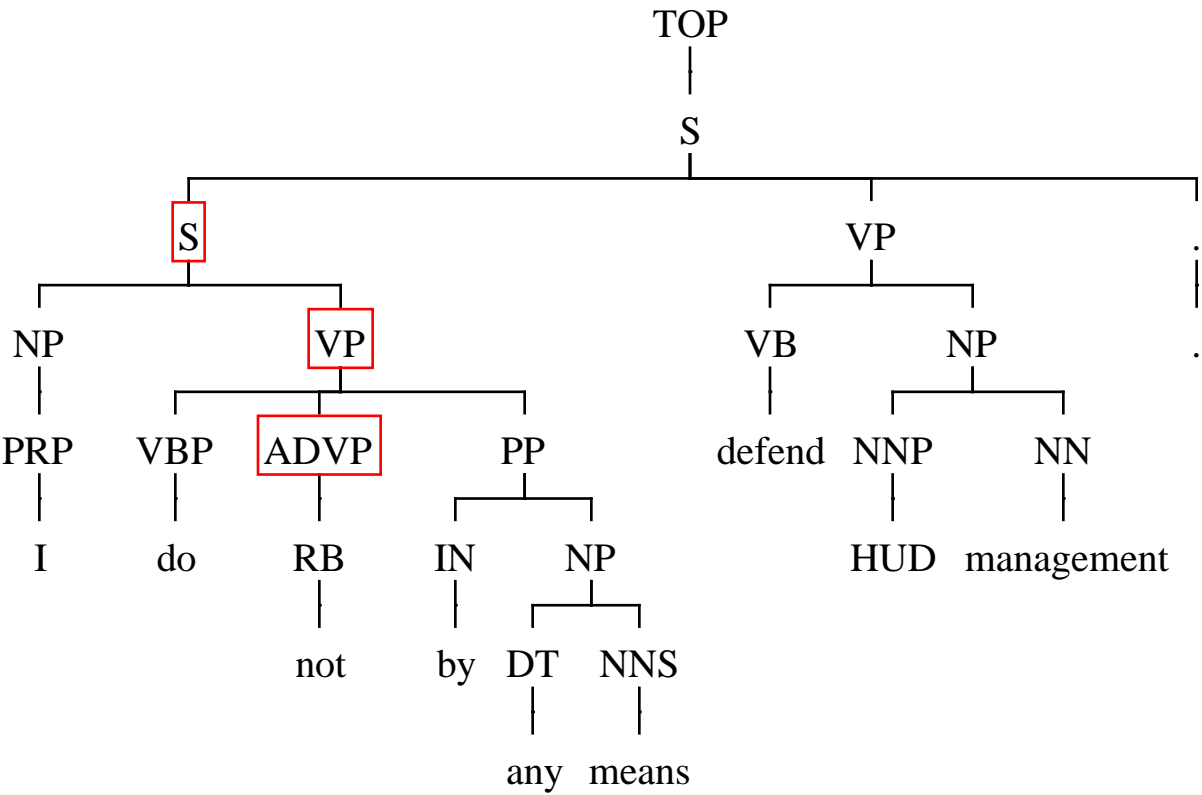 TOP
S
S VP .
NP VP VB NP .
PRP VBP ADVP PP defend NNP NN
I do RB IN NP HUD management
not by DT NNS
any means